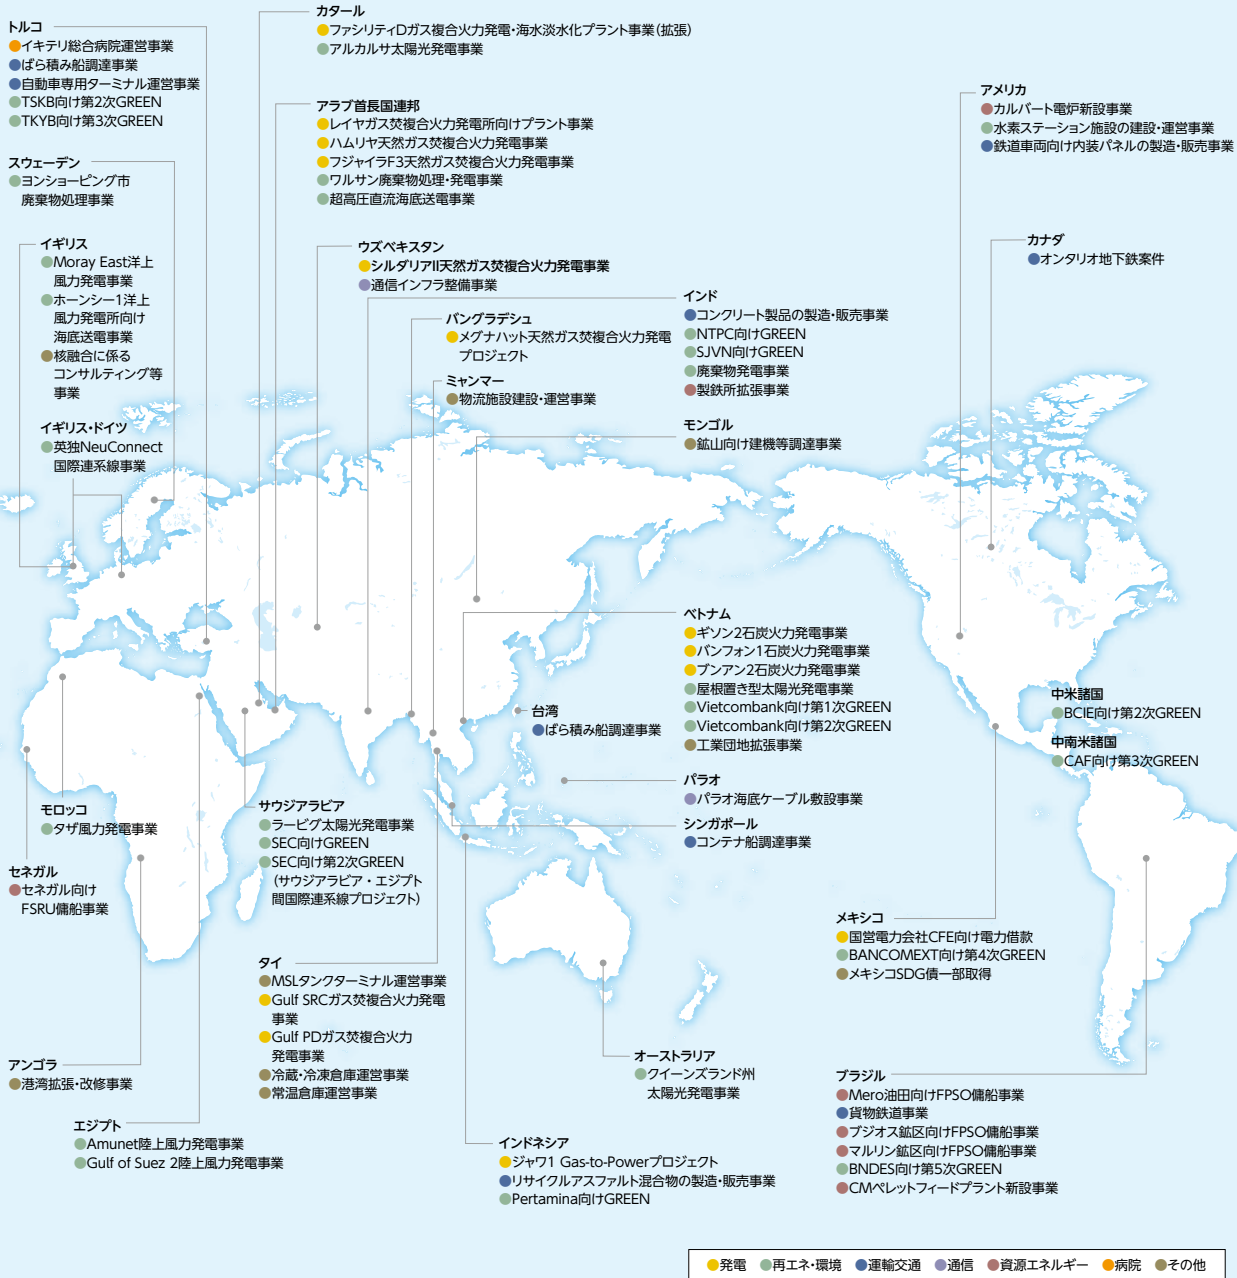 トルコ
イキテリ総合病院運営事業
ばら積み船調達事業
自動車専用ターミナル運営事業
TSKB向け第2次GREEN
TKYB向け第3次GREEN
スウェーデン
ヨンショーピング市
廃棄物処理事業
イギリス
Moray East洋上
風力発電事業
ホーンシー1洋上
風力発電所向け
海底送電事業
核融合に係る
コンサルティング等
事業
イギリス・ドイツ
英独NeuConnect
国際連系線事業
カタール
ファシリティDガス複合火力発電・海水淡水化プラント事業(拡張)
アルカルサ太陽光発電事業
アラブ首長国連邦
レイヤガス焚複合火力発電所向けプラント事業
ハムリヤ天然ガス焚複合火力発電事業
フジャイラF3天然ガス焚複合火力発電事業
ワルサン廃棄物処理・発電事業
超高圧直流海底送電事業
ウズベキスタン
シルダリアII天然ガス焚複合火力発電事業
通信インフラ整備事業
バングラデシュ
メグナハット天然ガス焚複合火力発電
プロジェクト
ミャンマー
物流施設建設・運営事業
インド
コンクリート製品の製造・販売事業
NTPC向けGREEN
SJVN向けGREEN
廃棄物発電事業
製鉄所拡張事業
モンゴル
鉱山向け建機等調達事業
アメリカ
カルバート電炉新設事業
水素ステーション施設の建設・運営事業
鉄道車両向け内装パネルの製造・販売事業
カナダ
オンタリオ地下鉄案件
ベトナム
ギソン2石炭火力発電事業
バンフォン1石炭火力発電事業
ブンアン2石炭火力発電事業
屋根置き型太陽光発電事業
Vietcombank向け第1次GREEN
Vietcombank向け第2次GREEN
工業団地拡張事業
台湾
ばら積み船調達事業
パラオ
パラオ海底ケーブル敷設事業
シンガポール
コンテナ船調達事業
中米諸国
BCIE向け第2次GREEN
中南米諸国
CAF向け第3次GREEN
モロッコ
タザ風力発電事業
セネガル
セネガル向け
FSRU傭船事業
サウジアラビア
ラービグ太陽光発電事業
SEC向けGREEN
SEC向け第2次GREEN
(サウジアラビア・エジプト
間国際連系線プロジェクト)
タイ
MSLタンクターミナル運営事業
Gulf SRCガス焚複合火力発電
事業
Gulf PDガス焚複合火力
発電事業
冷蔵・冷凍倉庫運営事業
常温倉庫運営事業
アンゴラ
港湾拡張・改修事業
エジプト
Amunet陸上風力発電事業
Gulf of Suez 2陸上風力発電事業
オーストラリア
クイーンズランド州
太陽光発電事業
インドネシア
ジャワ1 Gas-to-Powerプロジェクト
リサイクルアスファルト混合物の製造・販売事業
Pertamina向けGREEN
メキシコ
国営電力会社CFE向け電力借款
BANCOMEXT向け第4次GREEN
メキシコSDG債一部取得
ブラジル
Mero油田向けFPSO傭船事業
貨物鉄道事業
ブジオス鉱区向けFPSO傭船事業
マルリン鉱区向けFPSO傭船事業
BNDES向け第5次GREEN
CMペレットフィードプラント新設事業
発電 再エネ・環境 運輸交通 通信 資源エネルギー 病院 その他